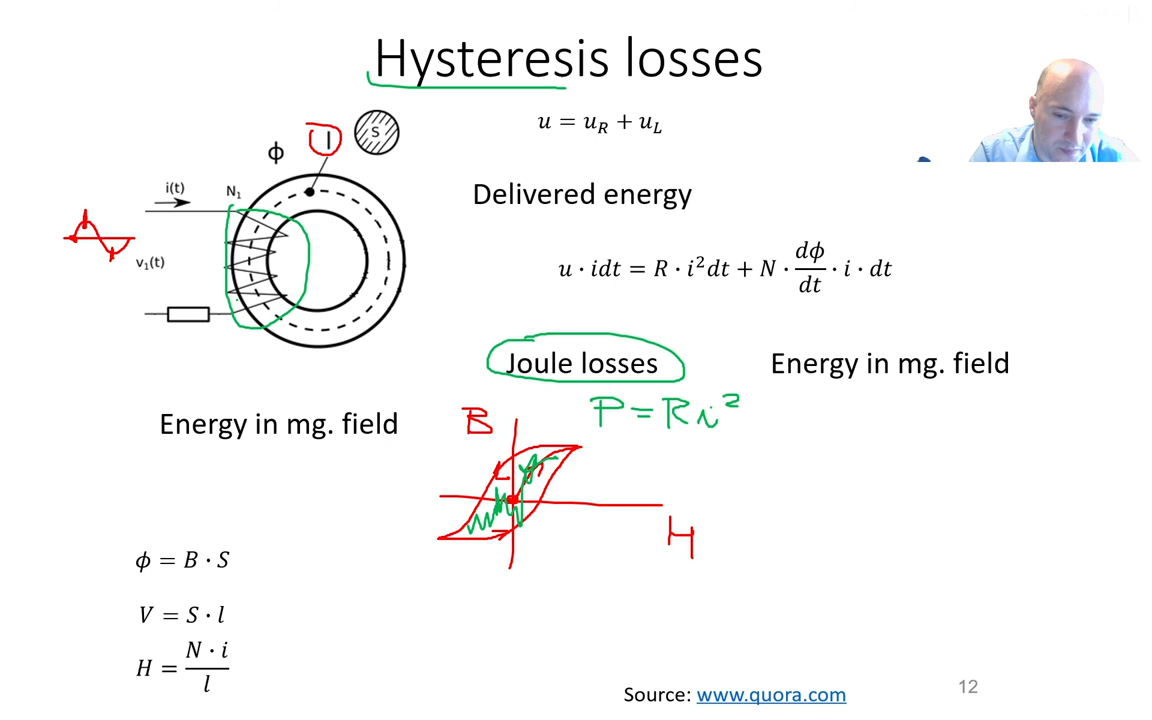 Hysteresis losses
u = u_R + u_L
ϕ
l
S
i(t)
N₁
v₁(t)
Delivered energy
u · idt = R · i²dt + N · dϕ/dt · i · dt
Joule losses
Energy in mg. field
P = Ri²
Energy in mg. field
B
H
ϕ = B · S
V = S · l
H = N · i / l
Source: www.quora.com
12